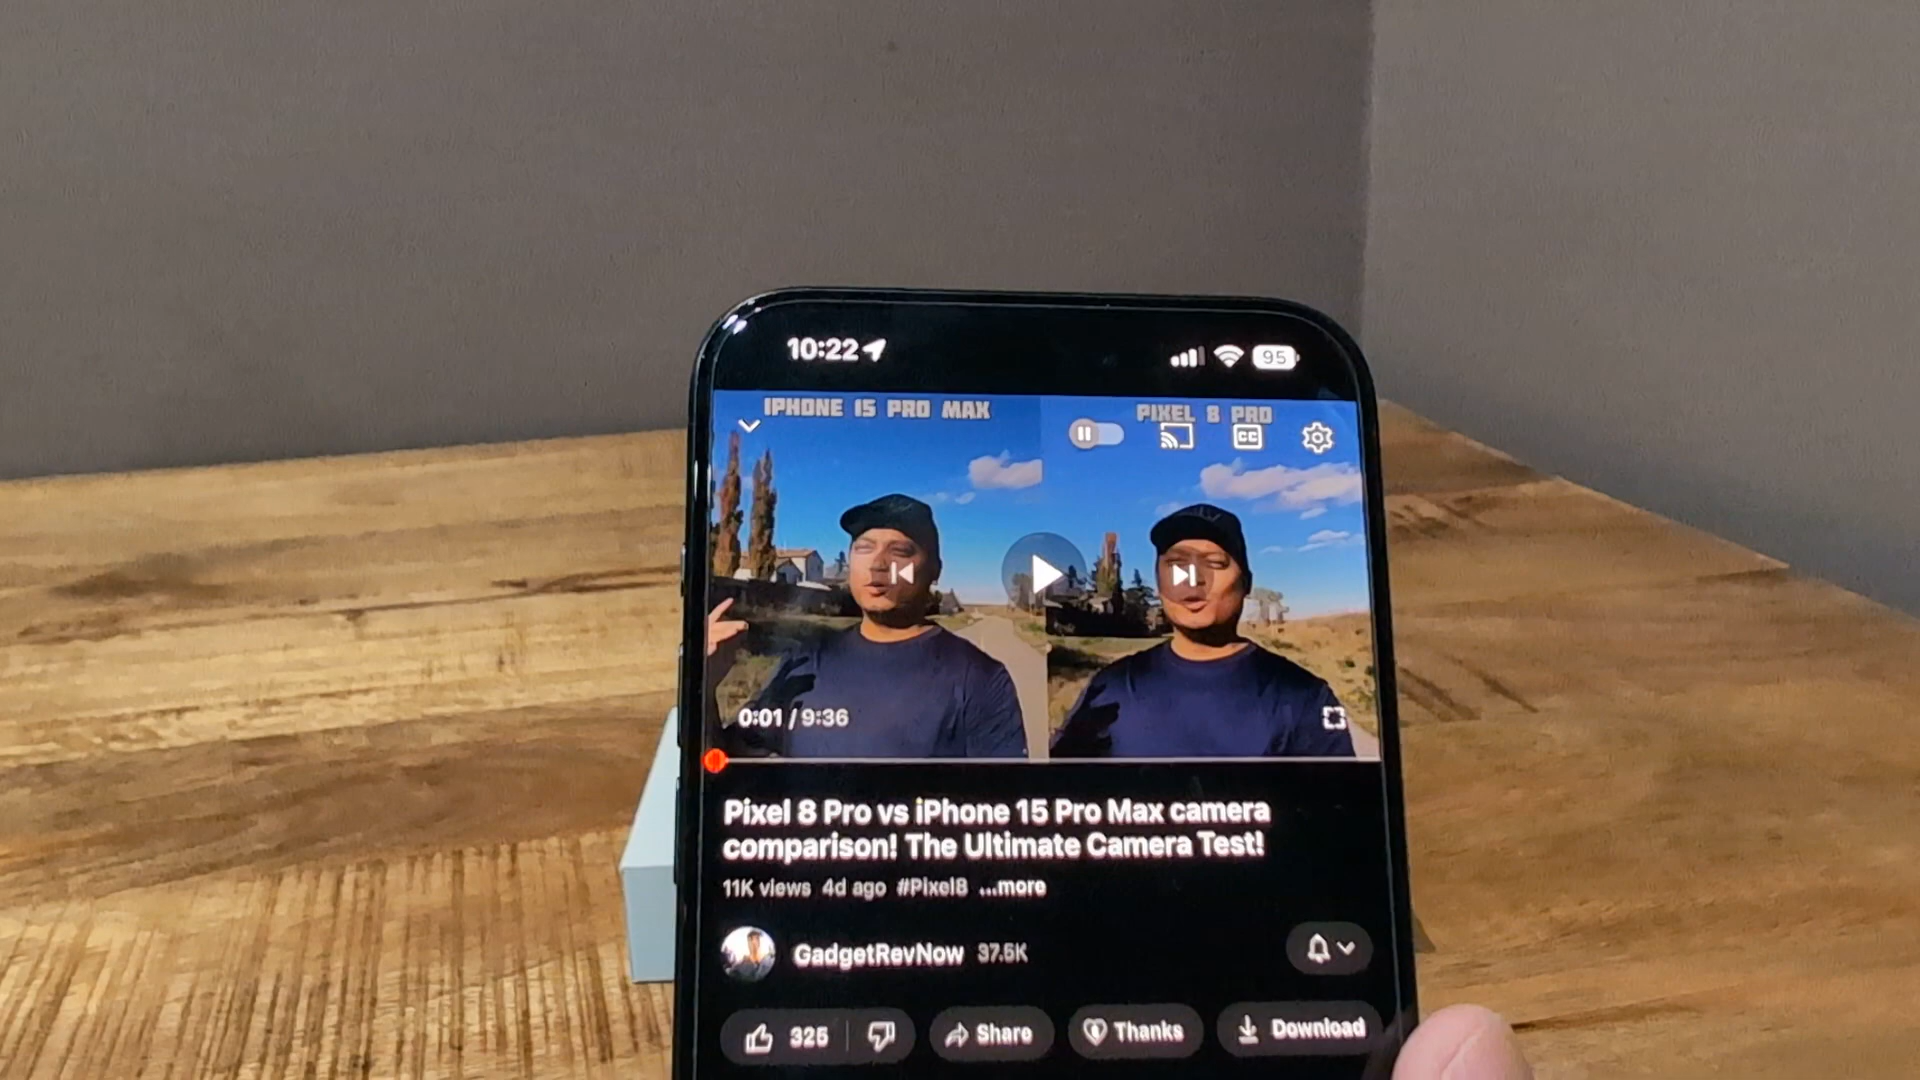 10:22
95
IPHONE 15 PRO MAX
PIXEL 8 PRO
CC
0:01 / 9:36
Pixel 8 Pro vs iPhone 15 Pro Max camera
comparison! The Ultimate Camera Test!
11K views 4d ago #Pixel8 ...more
GadgetRevNow 37.5K
325 Share Thanks Download